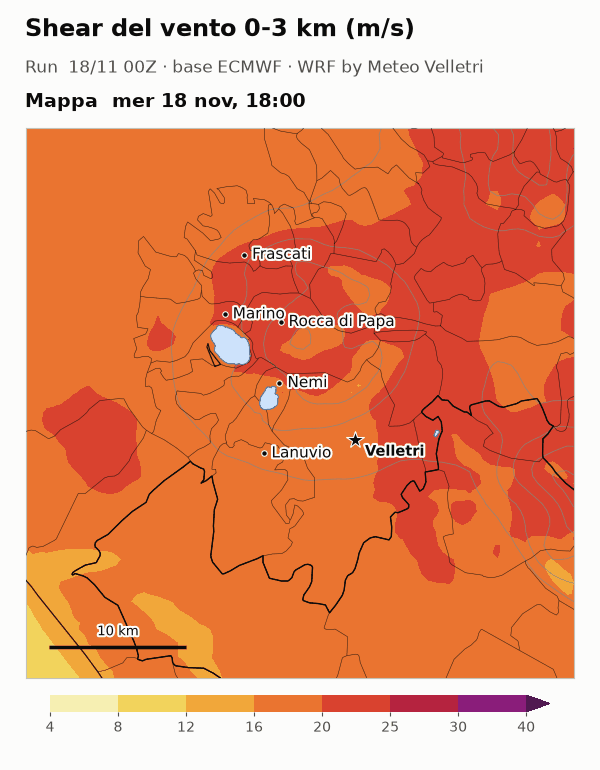 Shear del vento 0-3 km (m/s)
Run  18/11 00Z · base ECMWF · WRF by Meteo Velletri
Mappa  mer 18 nov, 18:00
Frascati
Marino
Rocca di Papa
Nemi
Velletri
Lanuvio
10 km
4 8 12 16 20 25 30 40